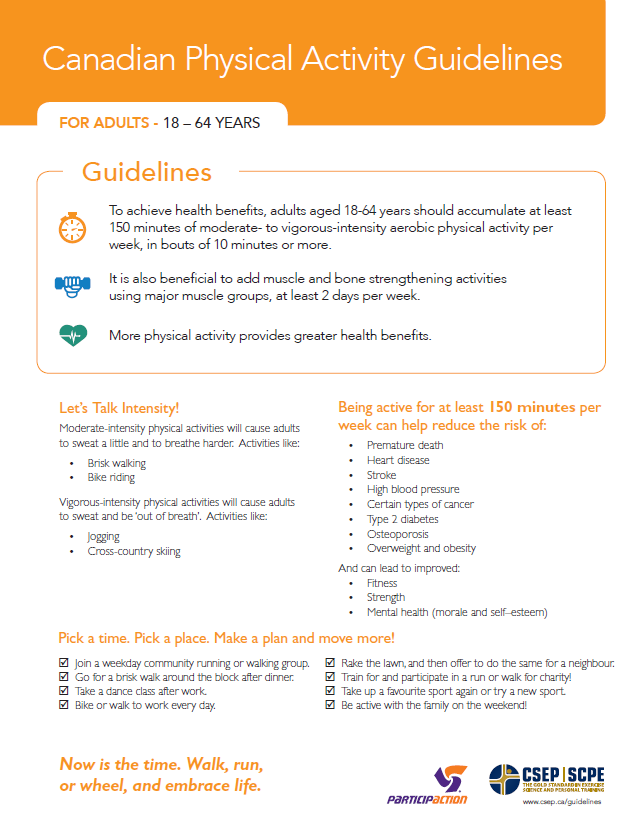 Canadian Physical Activity Guidelines
FOR ADULTS - 18 – 64 YEARS
Guidelines
To achieve health benefits, adults aged 18-64 years should accumulate at least
150 minutes of moderate- to vigorous-intensity aerobic physical activity per
week, in bouts of 10 minutes or more.
It is also beneficial to add muscle and bone strengthening activities
using major muscle groups, at least 2 days per week.
More physical activity provides greater health benefits.
Let's Talk Intensity!
Moderate-intensity physical activities will cause adults
to sweat a little and to breathe harder. Activities like:
• Brisk walking
• Bike riding
Vigorous-intensity physical activities will cause adults
to sweat and be 'out of breath'. Activities like:
• Jogging
• Cross-country skiing
Being active for at least 150 minutes per
week can help reduce the risk of:
• Premature death
• Heart disease
• Stroke
• High blood pressure
• Certain types of cancer
• Type 2 diabetes
• Osteoporosis
• Overweight and obesity
And can lead to improved:
• Fitness
• Strength
• Mental health (morale and self–esteem)
Pick a time. Pick a place. Make a plan and move more!
☑ Join a weekday community running or walking group.
☑ Go for a brisk walk around the block after dinner.
☑ Take a dance class after work.
☑ Bike or walk to work every day.
☑ Rake the lawn, and then offer to do the same for a neighbour.
☑ Train for and participate in a run or walk for charity!
☑ Take up a favourite sport again or try a new sport.
☑ Be active with the family on the weekend!
Now is the time. Walk, run,
or wheel, and embrace life.
PARTICIPACTION
CSEP | SCPE
THE GOLD STANDARD IN EXERCISE
SCIENCE AND PERSONAL TRAINING
www.csep.ca/guidelines